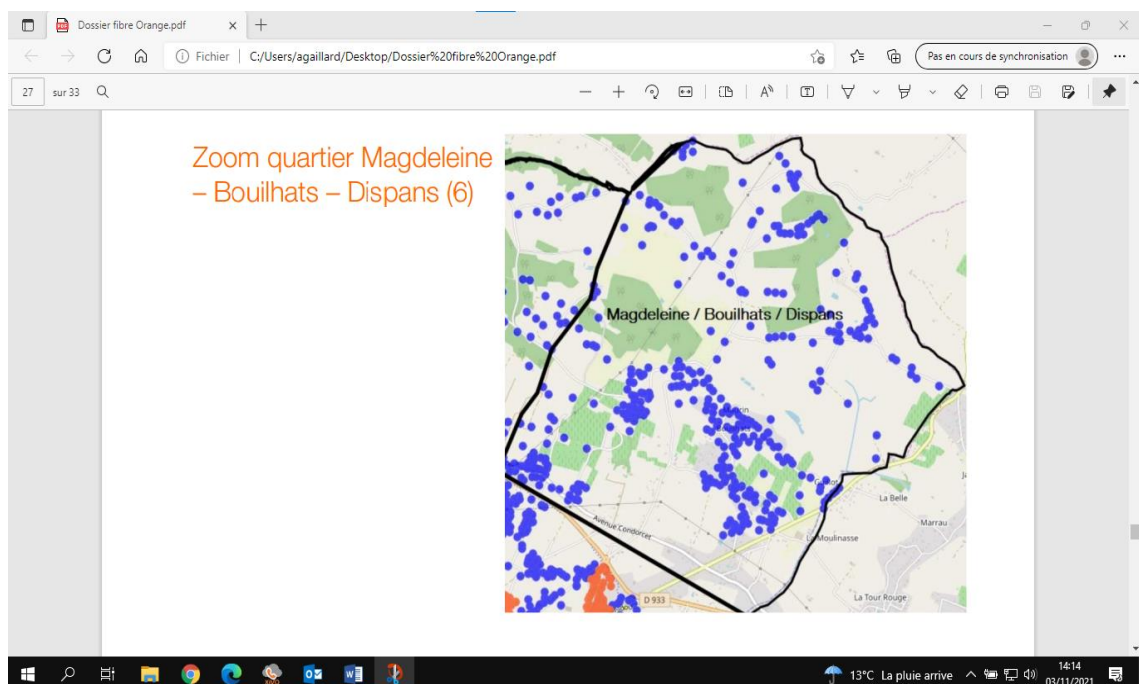 Dossier fibre Orange.pdf
Fichier | C:/Users/agaillard/Desktop/Dossier%20fibre%20Orange.pdf
Pas en cours de synchronisation
27 sur 33
Zoom quartier Magdeleine
– Bouilhats – Dispans (6)
Magdeleine / Bouilhats / Dispans
La Belle
Marrau
Avenue Condorcet
La Moulinasse
La Tour Rouge
D 933
13°C La pluie arrive
14:14
03/11/2021